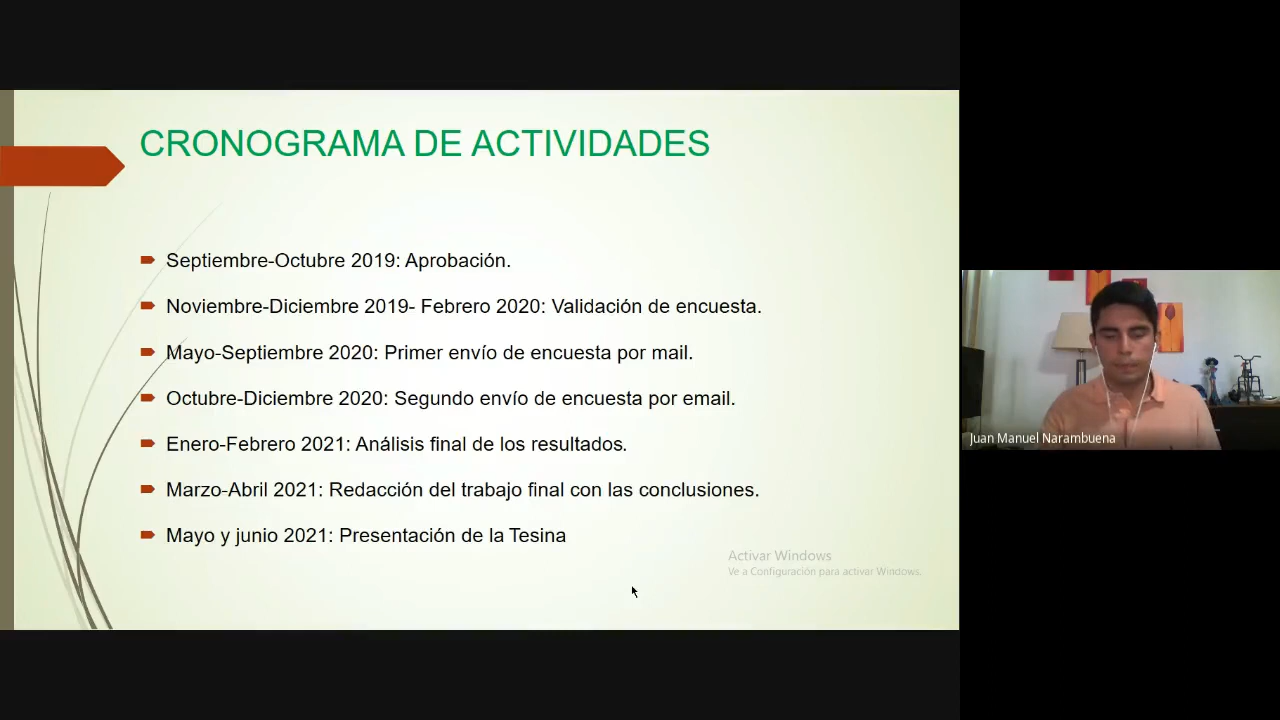 CRONOGRAMA DE ACTIVIDADES
Septiembre-Octubre 2019: Aprobación.
Noviembre-Diciembre 2019- Febrero 2020: Validación de encuesta.
Mayo-Septiembre 2020: Primer envío de encuesta por mail.
Octubre-Diciembre 2020: Segundo envío de encuesta por email.
Enero-Febrero 2021: Análisis final de los resultados.
Marzo-Abril 2021: Redacción del trabajo final con las conclusiones.
Mayo y junio 2021: Presentación de la Tesina
Activar Windows
Ve a Configuración para activar Windows.
Juan Manuel Narambuena